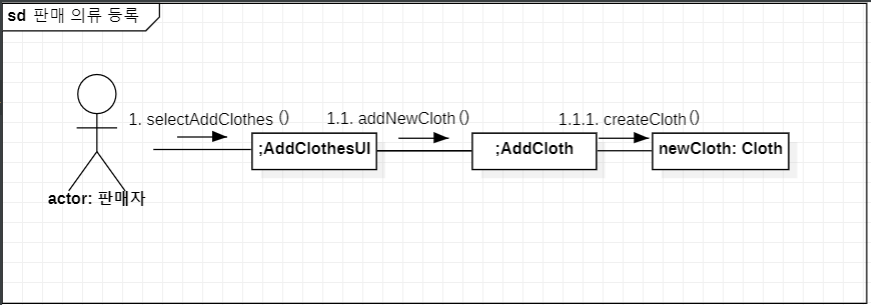 sd 판매 의류 등록
1. selectAddClothes ()
1.1. addNewCloth ()
1.1.1. createCloth ()
;AddClothesUI
;AddCloth
newCloth: Cloth
actor: 판매자